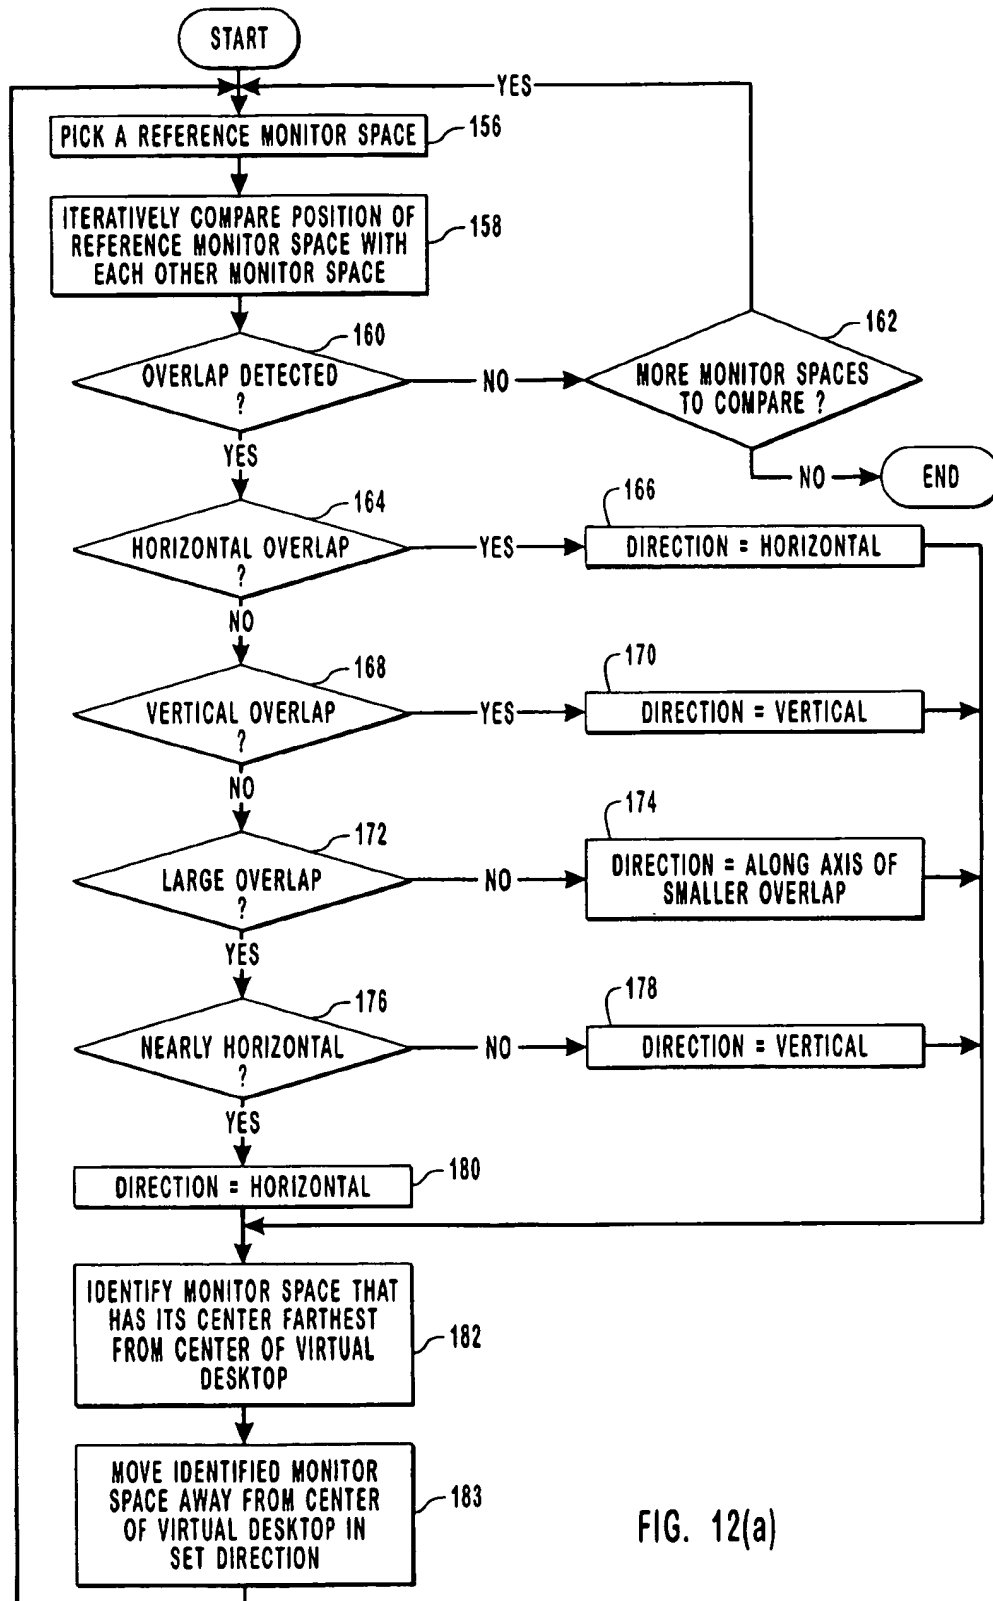 START
YES
PICK A REFERENCE MONITOR SPACE
156
ITERATIVELY COMPARE POSITION OF
REFERENCE MONITOR SPACE WITH
EACH OTHER MONITOR SPACE
158
160
OVERLAP DETECTED
?
NO
162
MORE MONITOR SPACES
TO COMPARE ?
YES
NO
END
164
HORIZONTAL OVERLAP
?
YES
166
DIRECTION = HORIZONTAL
NO
168
VERTICAL OVERLAP
?
YES
170
DIRECTION = VERTICAL
NO
172
LARGE OVERLAP
?
NO
174
DIRECTION = ALONG AXIS OF
SMALLER OVERLAP
YES
176
NEARLY HORIZONTAL
?
NO
178
DIRECTION = VERTICAL
YES
DIRECTION = HORIZONTAL
180
IDENTIFY MONITOR SPACE THAT
HAS ITS CENTER FARTHEST
FROM CENTER OF VIRTUAL
DESKTOP
182
MOVE IDENTIFIED MONITOR
SPACE AWAY FROM CENTER
OF VIRTUAL DESKTOP IN
SET DIRECTION
183
FIG. 12(a)